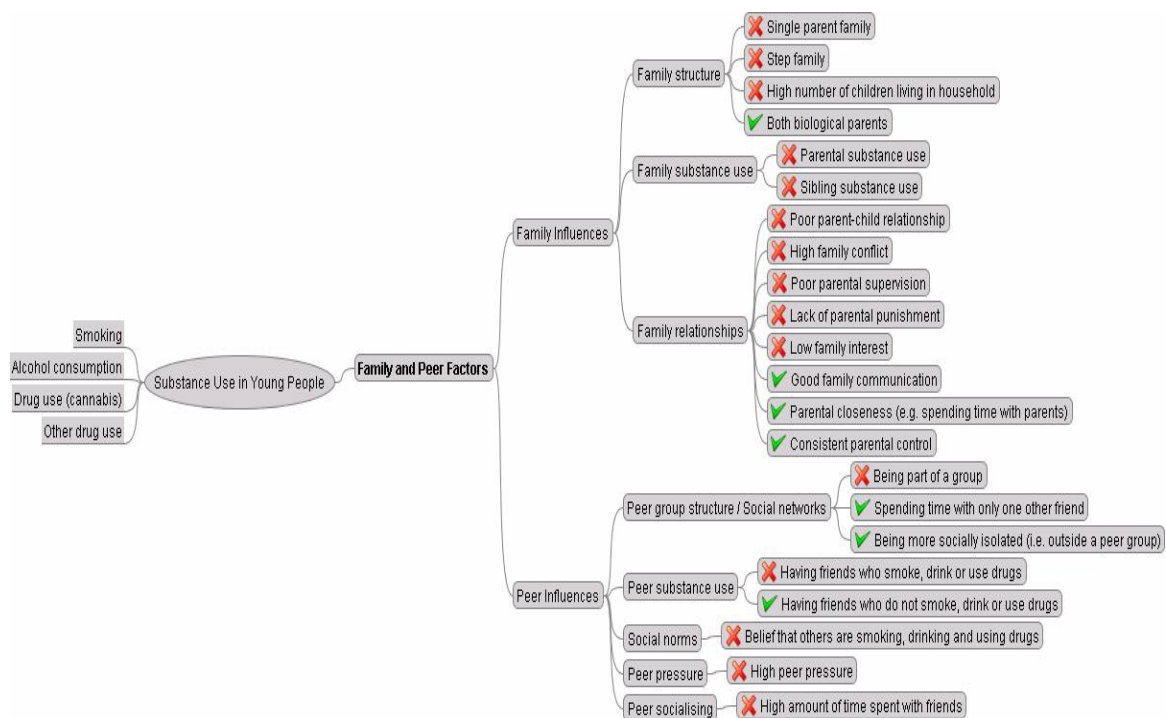 Smoking
Alcohol consumption
Drug use (cannabis)
Other drug use
Substance Use in Young People
Family and Peer Factors
Family Influences
Family structure
Single parent family
Step family
High number of children living in household
Both biological parents
Family substance use
Parental substance use
Sibling substance use
Family relationships
Poor parent-child relationship
High family conflict
Poor parental supervision
Lack of parental punishment
Low family interest
Good family communication
Parental closeness (e.g. spending time with parents)
Consistent parental control
Peer Influences
Peer group structure / Social networks
Being part of a group
Spending time with only one other friend
Being more socially isolated (i.e. outside a peer group)
Peer substance use
Having friends who smoke, drink or use drugs
Having friends who do not smoke, drink or use drugs
Social norms
Belief that others are smoking, drinking and using drugs
Peer pressure
High peer pressure
Peer socialising
High amount of time spent with friends